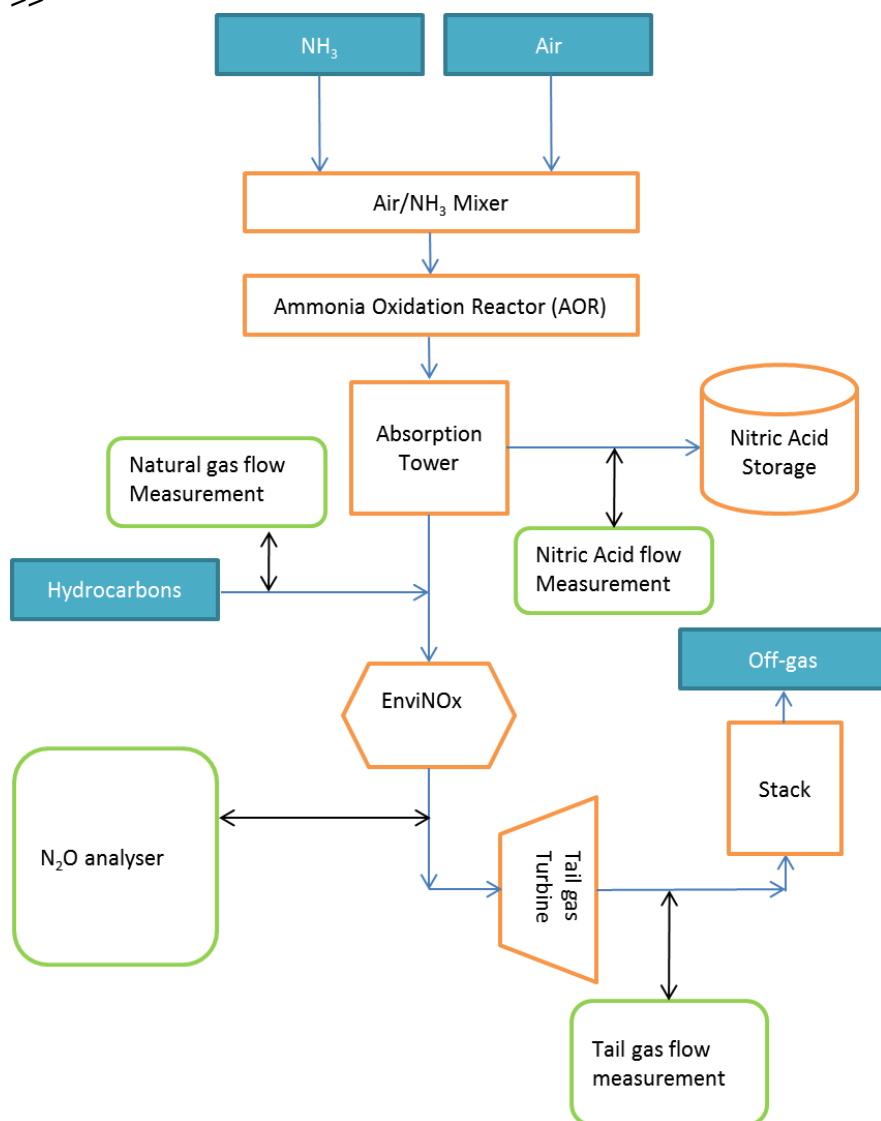 >>
NH₃
Air
Air/NH₃ Mixer
Ammonia Oxidation Reactor (AOR)
Absorption
Tower
Nitric Acid
Storage
Natural gas flow
Measurement
Nitric Acid flow
Measurement
Hydrocarbons
Off-gas
EnviNOx
Stack
N₂O analyser
Tail gas
Turbine
Tail gas flow
measurement